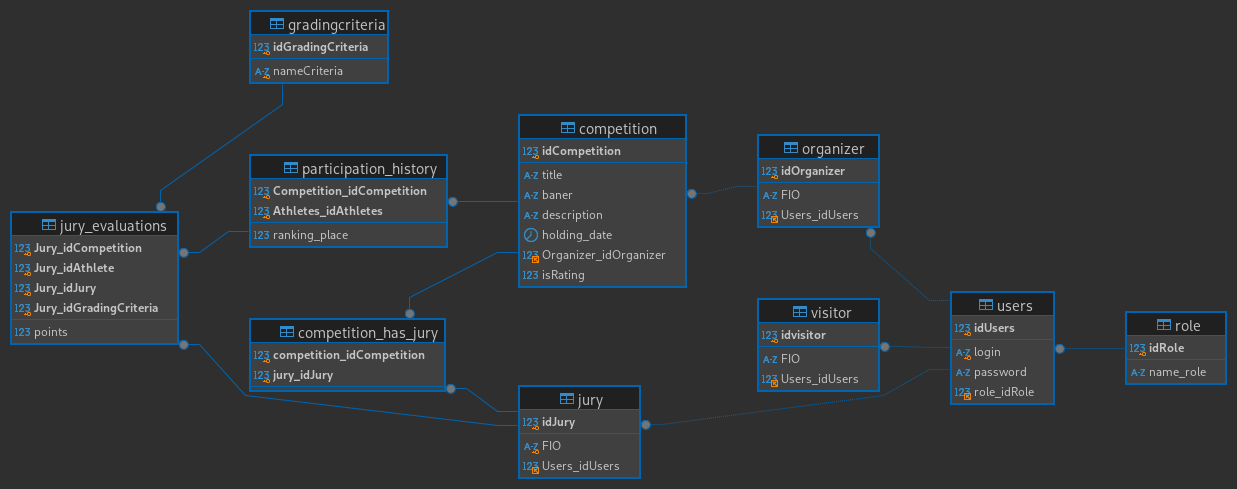 gradingcriteria
123 idGradingCriteria
A-Z nameCriteria
participation_history
123 Competition_idCompetition
123 Athletes_idAthletes
123 ranking_place
jury_evaluations
123 Jury_idCompetition
123 Jury_idAthlete
123 Jury_idJury
123 Jury_idGradingCriteria
123 points
competition
123 idCompetition
A-Z title
A-Z baner
A-Z description
holding_date
123 Organizer_idOrganizer
123 isRating
organizer
123 idOrganizer
A-Z FIO
123 Users_idUsers
competition_has_jury
123 competition_idCompetition
123 jury_idJury
jury
123 idJury
A-Z FIO
123 Users_idUsers
visitor
123 idvisitor
A-Z FIO
123 Users_idUsers
users
123 idUsers
A-Z login
A-Z password
123 role_idRole
role
123 idRole
A-Z name_role